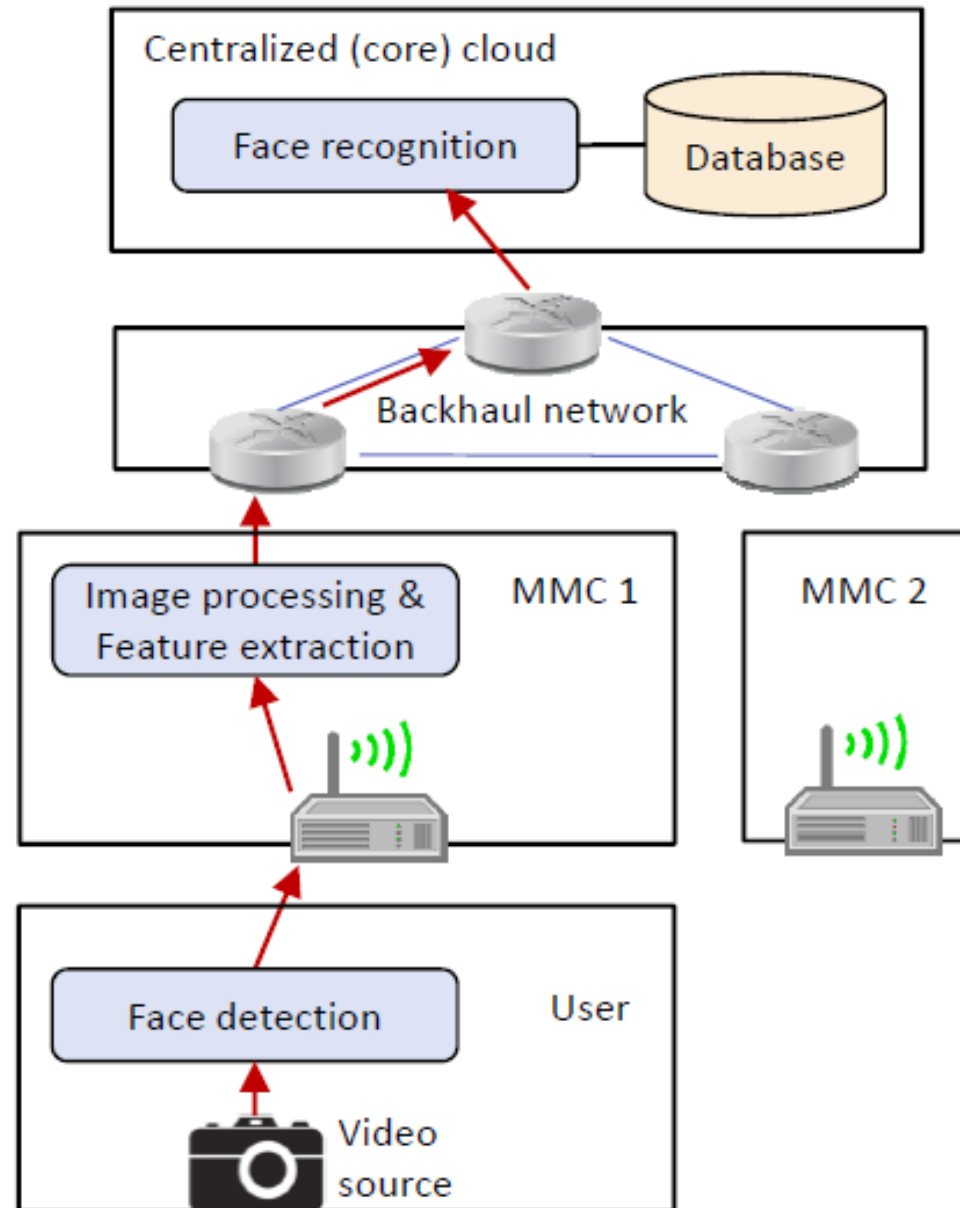 Centralized (core) cloud
Face recognition
Database
Backhaul network
Image processing &
Feature extraction
MMC 1
MMC 2
Face detection
User
Video
source